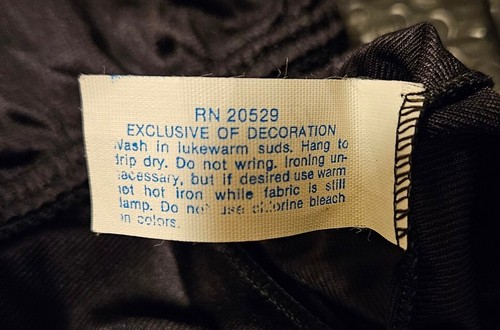 RN 20529
EXCLUSIVE OF DECORATION
Wash in lukewarm suds. Hang to
drip dry. Do not wring. Ironing un-
necessary, but if desired use warm
not hot iron while fabric is still
damp. Do not use chlorine bleach
on colors.